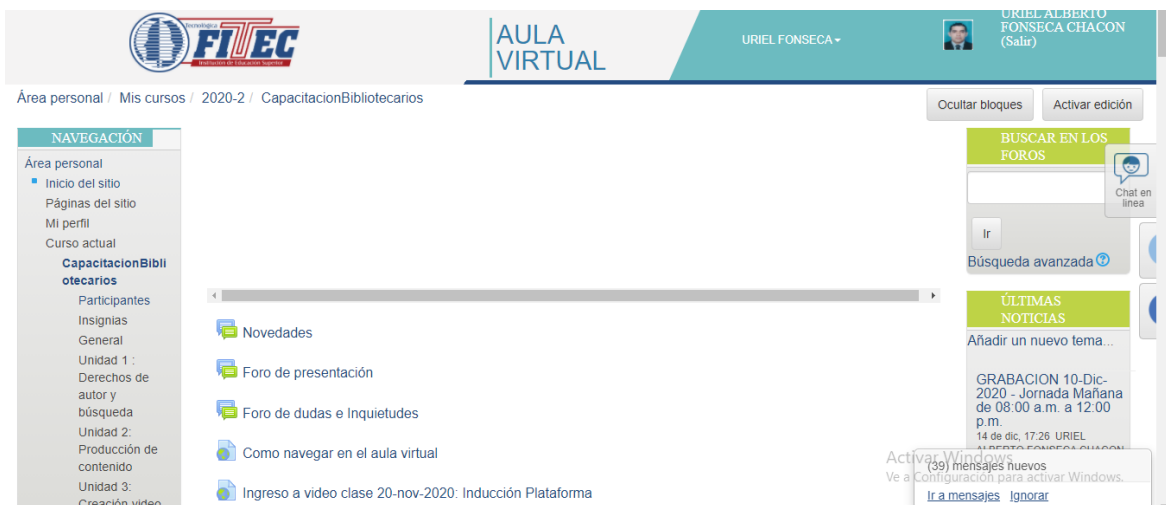 Tecnológica
FITEC
Institución de Educación Superior
AULA
VIRTUAL
URIEL FONSECA
URIEL ALBERTO
FONSECA CHACON
(Salir)
Área personal / Mis cursos / 2020-2 / CapacitacionBibliotecarios
Ocultar bloques
Activar edición
NAVEGACIÓN
Área personal
Inicio del sitio
Páginas del sitio
Mi perfil
Curso actual
CapacitacionBibli
otecarios
Participantes
Insignias
General
Unidad 1 :
Derechos de
autor y
búsqueda
Unidad 2:
Producción de
contenido
Unidad 3:
Creación video
Novedades
Foro de presentación
Foro de dudas e Inquietudes
Como navegar en el aula virtual
Ingreso a video clase 20-nov-2020: Inducción Plataforma
BUSCAR EN LOS
FOROS
Chat en
linea
Ir
Búsqueda avanzada
ÚLTIMAS
NOTICIAS
Añadir un nuevo tema...
GRABACION 10-Dic-
2020 - Jornada Mañana
de 08:00 a.m. a 12:00
p.m.
14 de dic, 17:26 URIEL
ALBERTO FONSECA CHACON
Activar Windows
Ve a Configuración para activar Windows.
(39) mensajes nuevos
Ir a mensajes Ignorar